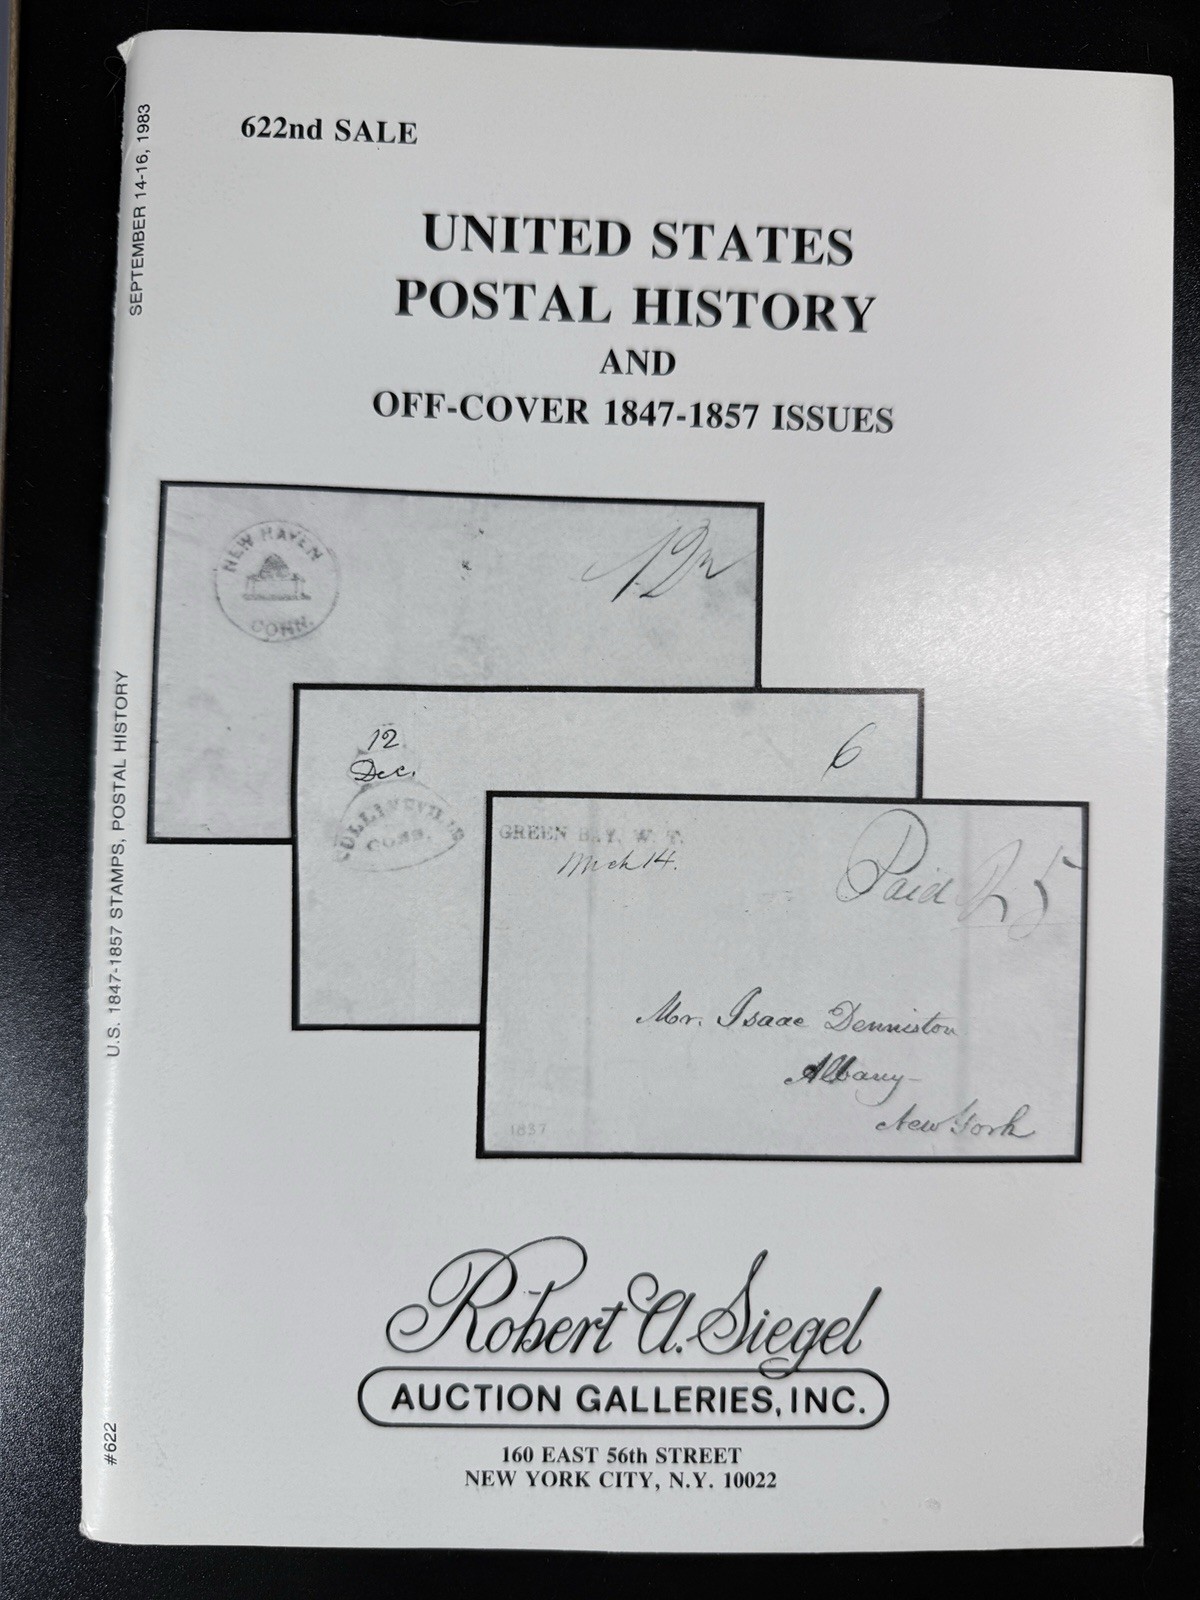 622nd SALE
UNITED STATES
POSTAL HISTORY
AND
OFF-COVER 1847-1857 ISSUES
NEW HAVEN
CONN.
12
Dec.
6
CONN.
GREEN BAY, W. T.
Mch 14.
Paid 25
Mr. Isaac Denniston
Albany
New York
1837
Robert A. Siegel
AUCTION GALLERIES, INC.
160 EAST 56th STREET
NEW YORK CITY, N.Y. 10022
SEPTEMBER 14-16, 1983
U.S. 1847-1857 STAMPS, POSTAL HISTORY
#622